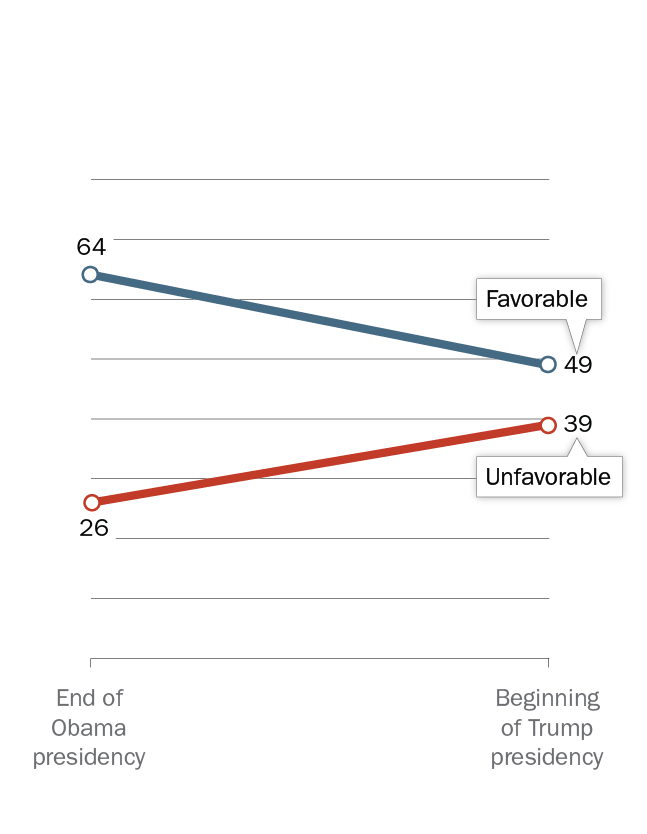 64
Favorable
49
39
Unfavorable
26
End of
Obama
presidency
Beginning
of Trump
presidency